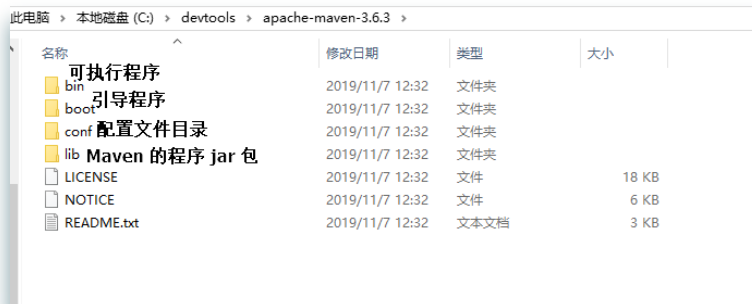 此电脑 > 本地磁盘 (C:) > devtools > apache-maven-3.6.3 >
名称 修改日期 类型 大小
可执行程序
bin 2019/11/7 12:32 文件夹
引导程序
boot 2019/11/7 12:32 文件夹
conf 配置文件目录 2019/11/7 12:32 文件夹
lib Maven 的程序 jar 包 2019/11/7 12:32 文件夹
LICENSE 2019/11/7 12:32 文件 18 KB
NOTICE 2019/11/7 12:32 文件 6 KB
README.txt 2019/11/7 12:32 文本文档 3 KB